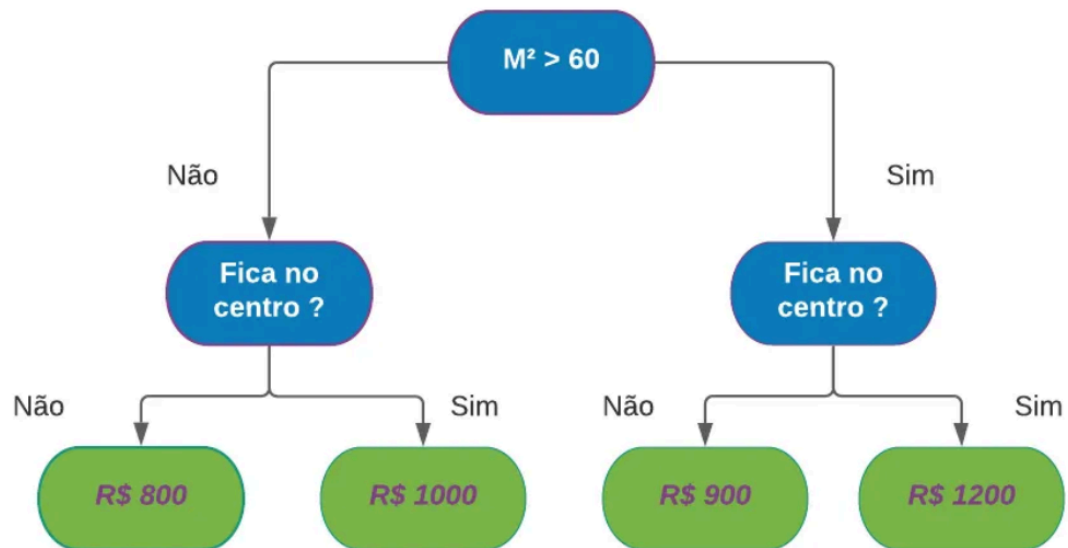 M² > 60
Não
Sim
Fica no
centro ?
Fica no
centro ?
Não
Sim
Não
Sim
R$ 800
R$ 1000
R$ 900
R$ 1200